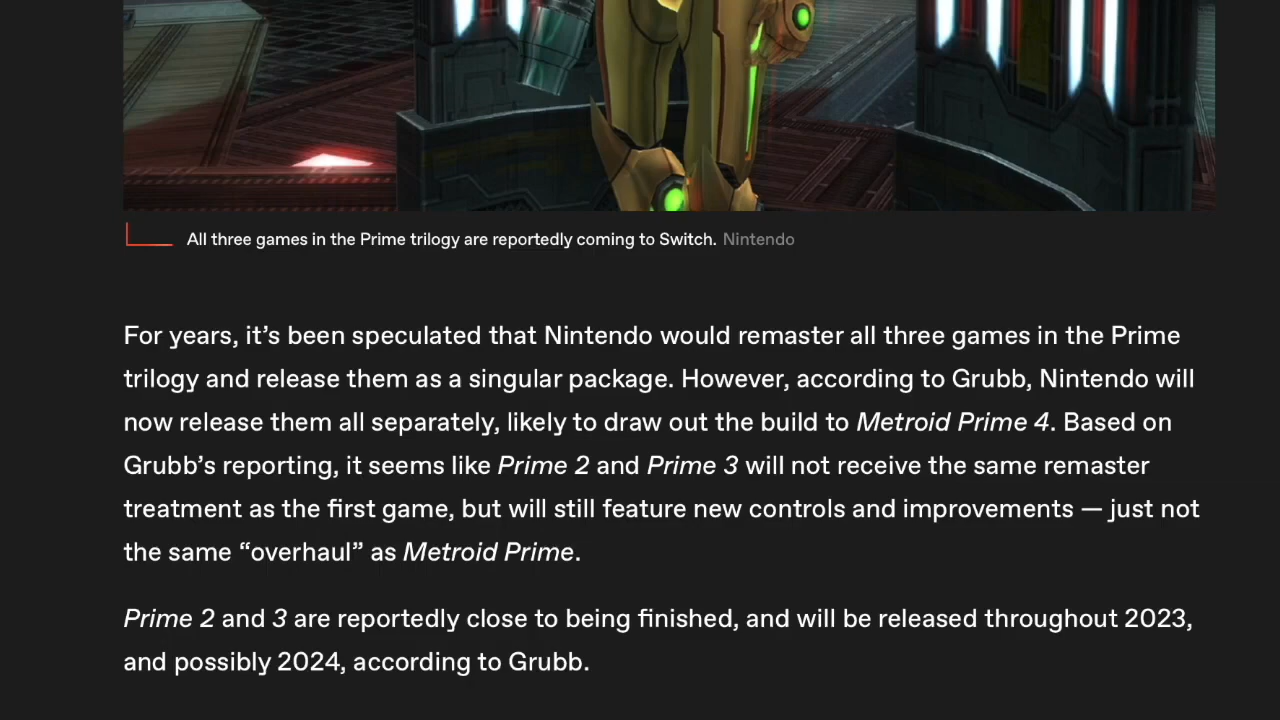 All three games in the Prime trilogy are reportedly coming to Switch. Nintendo
For years, it’s been speculated that Nintendo would remaster all three games in the Prime
trilogy and release them as a singular package. However, according to Grubb, Nintendo will
now release them all separately, likely to draw out the build to Metroid Prime 4. Based on
Grubb’s reporting, it seems like Prime 2 and Prime 3 will not receive the same remaster
treatment as the first game, but will still feature new controls and improvements — just not
the same “overhaul” as Metroid Prime.
Prime 2 and 3 are reportedly close to being finished, and will be released throughout 2023,
and possibly 2024, according to Grubb.